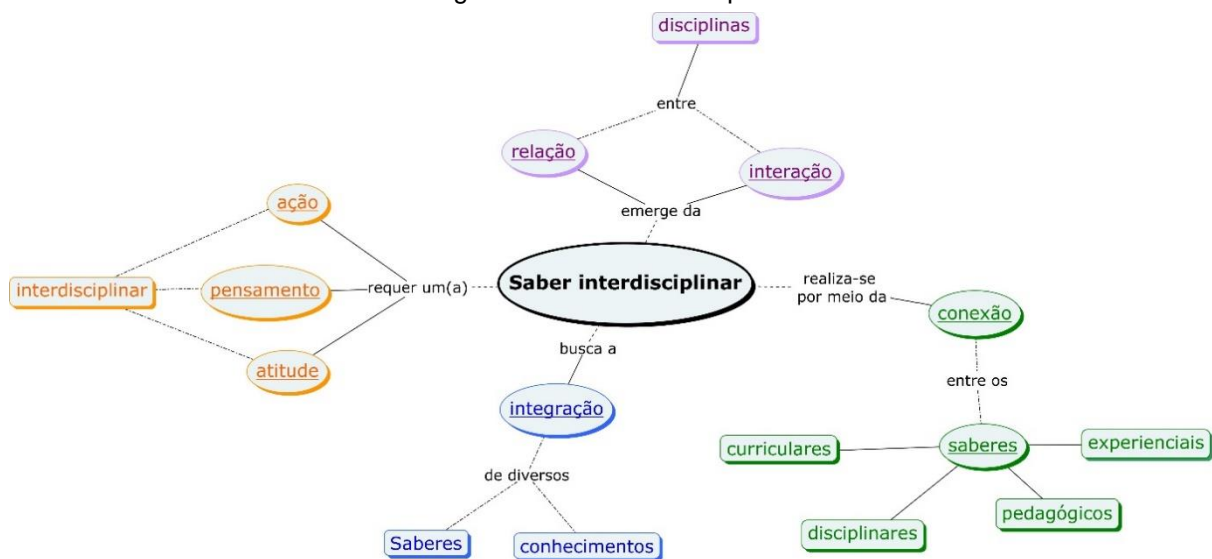 disciplinas
entre
relação
interação
emerge da
ação
interdisciplinar
pensamento
requer um(a)
atitude
Saber interdisciplinar
realiza-se
por meio da
conexão
busca a
integração
entre os
de diversos
Saberes
conhecimentos
curriculares
saberes
experienciais
disciplinares
pedagógicos